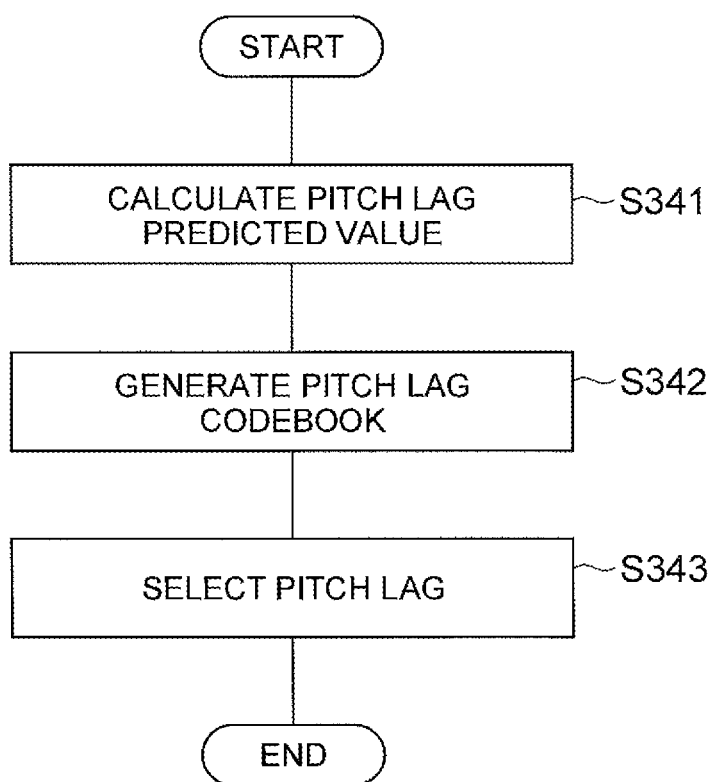 START
CALCULATE PITCH LAG
PREDICTED VALUE
S341
GENERATE PITCH LAG
CODEBOOK
S342
SELECT PITCH LAG
S343
END